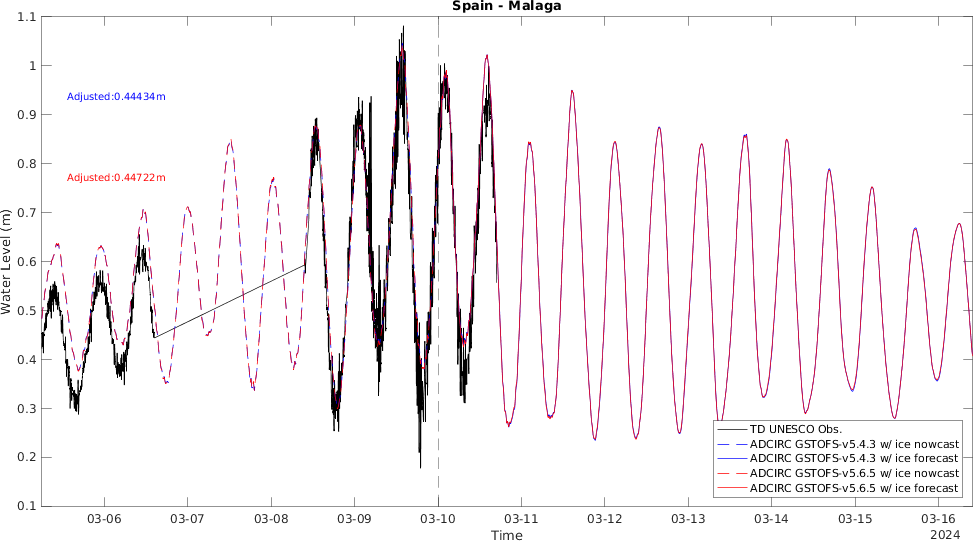 Spain - Malaga
1.1
1
0.9
0.8
0.7
0.6
0.5
0.4
0.3
0.2
0.1
Water Level (m)
Adjusted:0.44434m
Adjusted:0.44722m
TD UNESCO Obs.
ADCIRC GSTOFS-v5.4.3 w/ ice nowcast
ADCIRC GSTOFS-v5.4.3 w/ ice forecast
ADCIRC GSTOFS-v5.6.5 w/ ice nowcast
ADCIRC GSTOFS-v5.6.5 w/ ice forecast
03-06 03-07 03-08 03-09 03-10 03-11 03-12 03-13 03-14 03-15 03-16
2024
Time